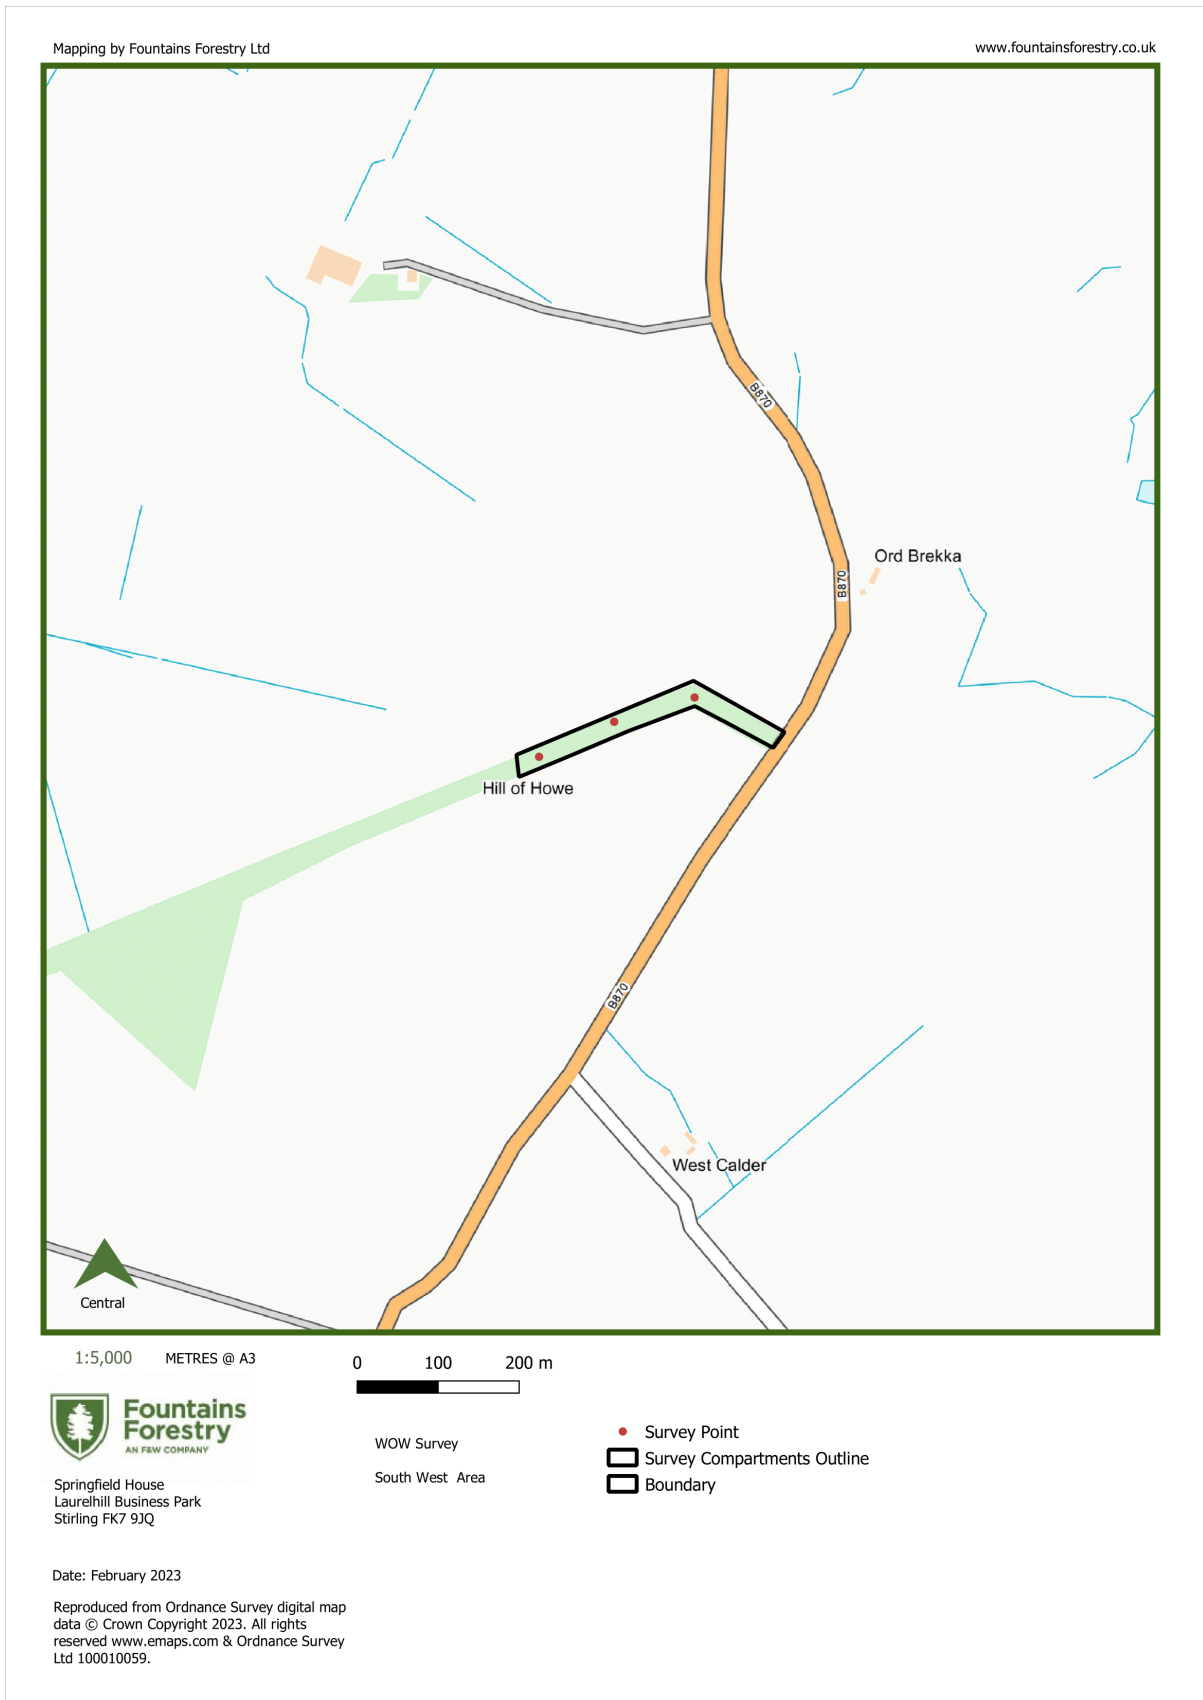 Mapping by Fountains Forestry Ltd
www.fountainsforestry.co.uk
B870
Ord Brekka
B870
Hill of Howe
B870
West Calder
Central
1:5,000
METRES @ A3
0 100 200 m
Fountains
Forestry
AN F&W COMPANY
WOW Survey
South West Area
Survey Point
Survey Compartments Outline
Boundary
Springfield House
Laurelhill Business Park
Stirling FK7 9JQ
Date: February 2023
Reproduced from Ordnance Survey digital map
data © Crown Copyright 2023. All rights
reserved www.emaps.com & Ordnance Survey
Ltd 100010059.